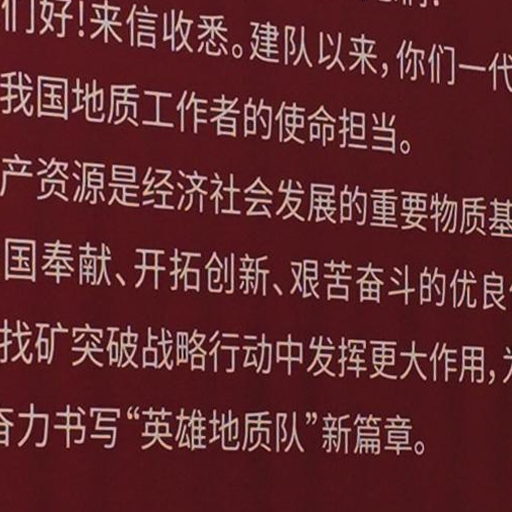 们好!来信收悉。建队以来,你们一代
我国地质工作者的使命担当。
产资源是经济社会发展的重要物质基
国奉献、开拓创新、艰苦奋斗的优良
找矿突破战略行动中发挥更大作用,为
奋力书写“英雄地质队”新篇章。